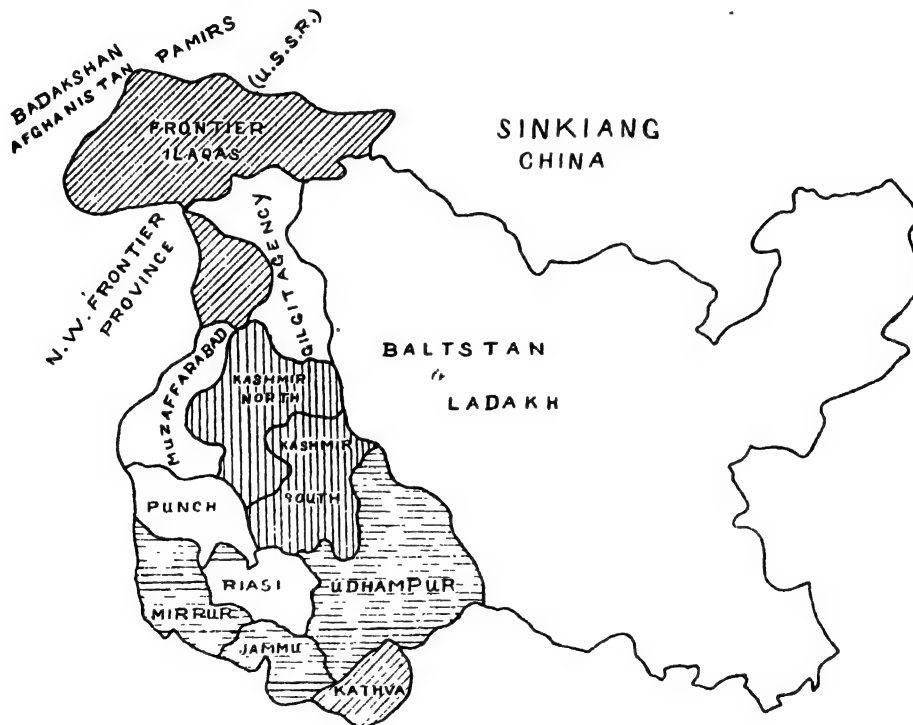 BADAKSHAN
AFGHANISTAN
PAMIRS
(U.S.S.R.)
FRONTIER
ILAQAS
SINKIANG
CHINA
N.W. FRONTIER
PROVINCE
GILGIT AGENCY
MUZAFFARABAD
KASHMIR
NORTH
BALTSTAN
&
LADAKH
KASHMIR
SOUTH
PUNCH
RIASI
UDHAMPUR
MIRRUR
JAMMU
KATHVA